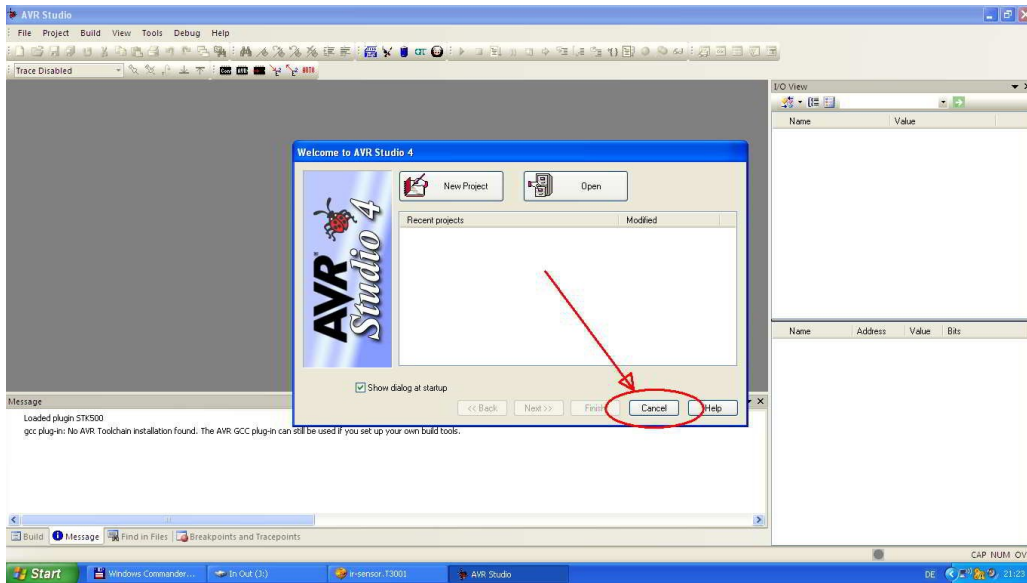 AVR Studio
File Project Build View Tools Debug Help
Trace Disabled
I/O View
Name Value
Welcome to AVR Studio 4
New Project Open
Recent projects Modified
AVR Studio 4
Show dialog at startup
<< Back Next >> Finish Cancel Help
Name Address Value Bits
Message
Loaded plugin STK500
gcc plug-in: No AVR Toolchain installation found. The AVR GCC plug-in can still be used if you set up your own build tools.
Build Message Find in Files Breakpoints and Tracepoints
CAP NUM OV
Start Windows Commander... In Out (J:) ir-sensor.T3001 AVR Studio DE 21:23